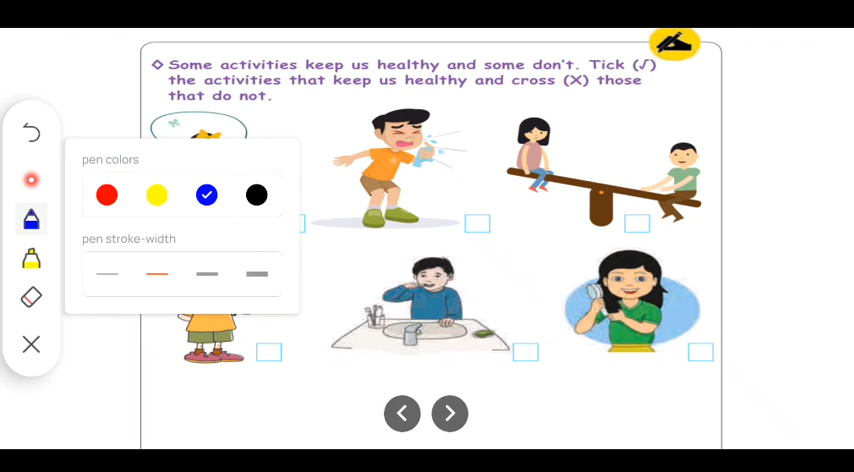 Some activities keep us healthy and some don't. Tick (√)
the activities that keep us healthy and cross (X) those
that do not.
pen colors
pen stroke-width